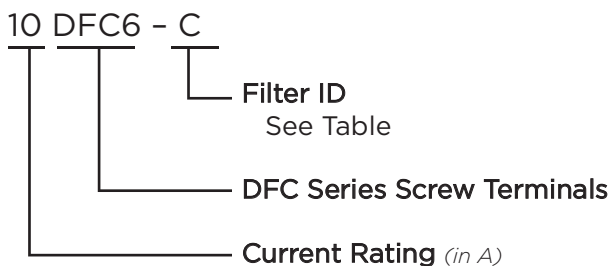 10 DFC6 – C
Filter ID
See Table
DFC Series Screw Terminals
Current Rating (in A)